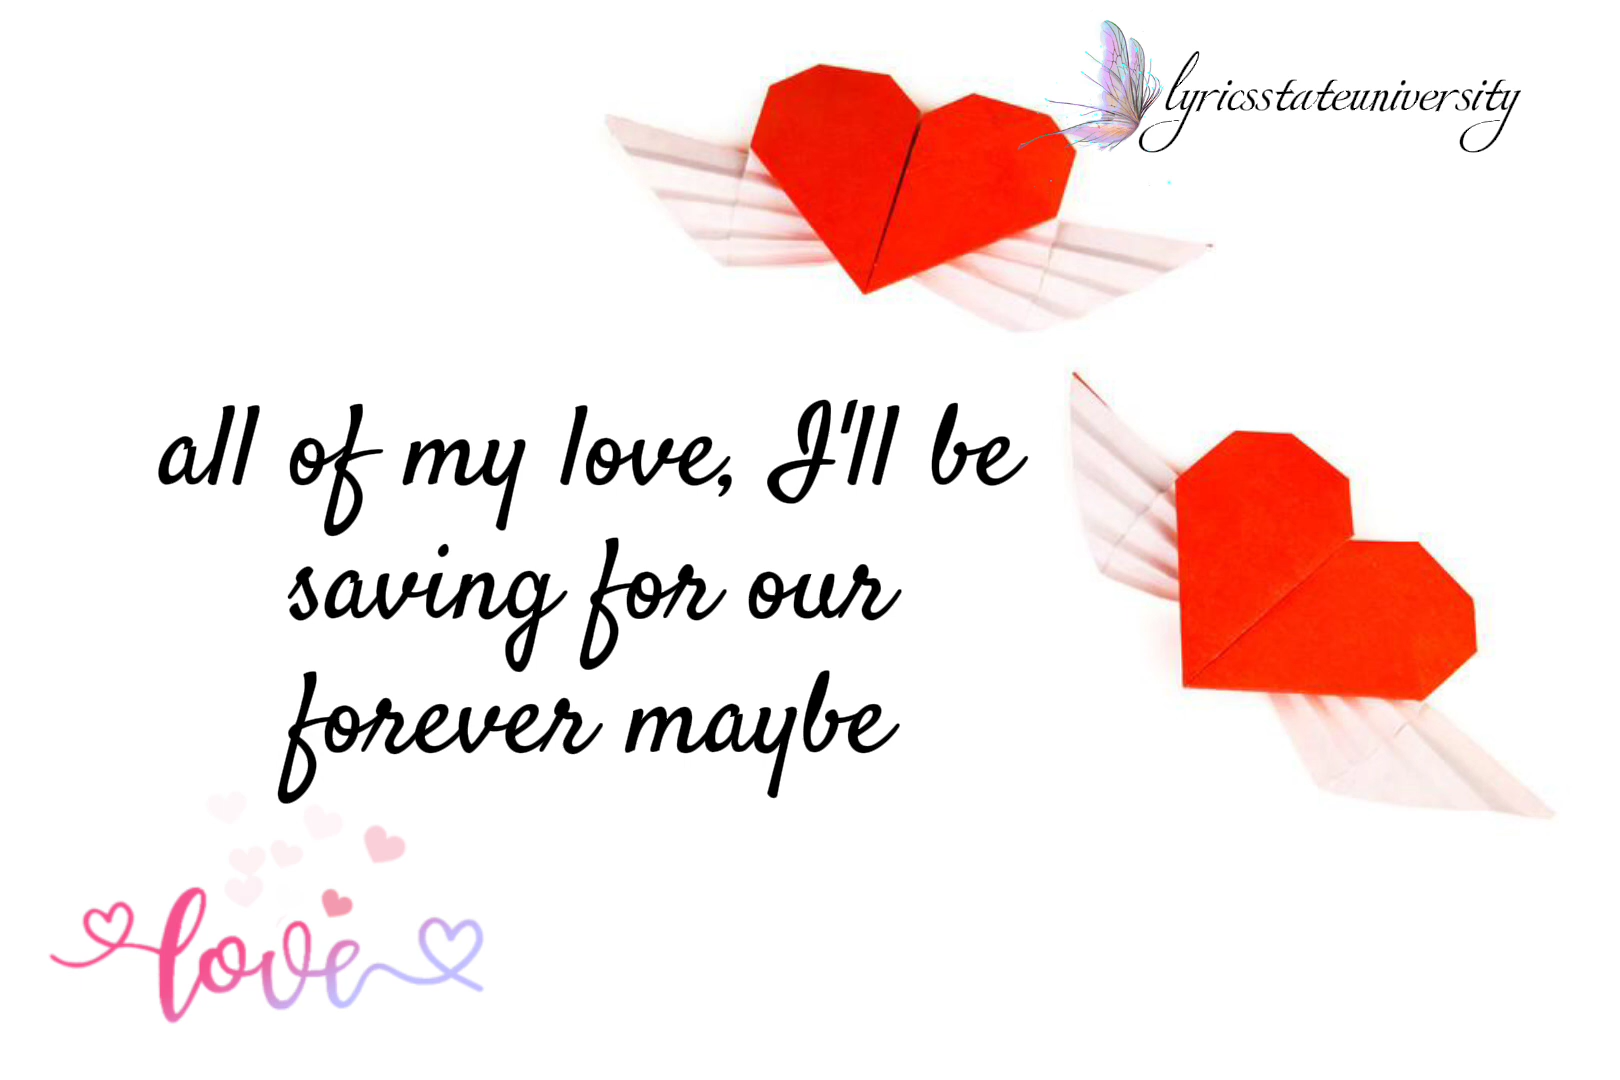 lyricsstateuniversity
all of my love, I'll be
saving for our
forever maybe
love